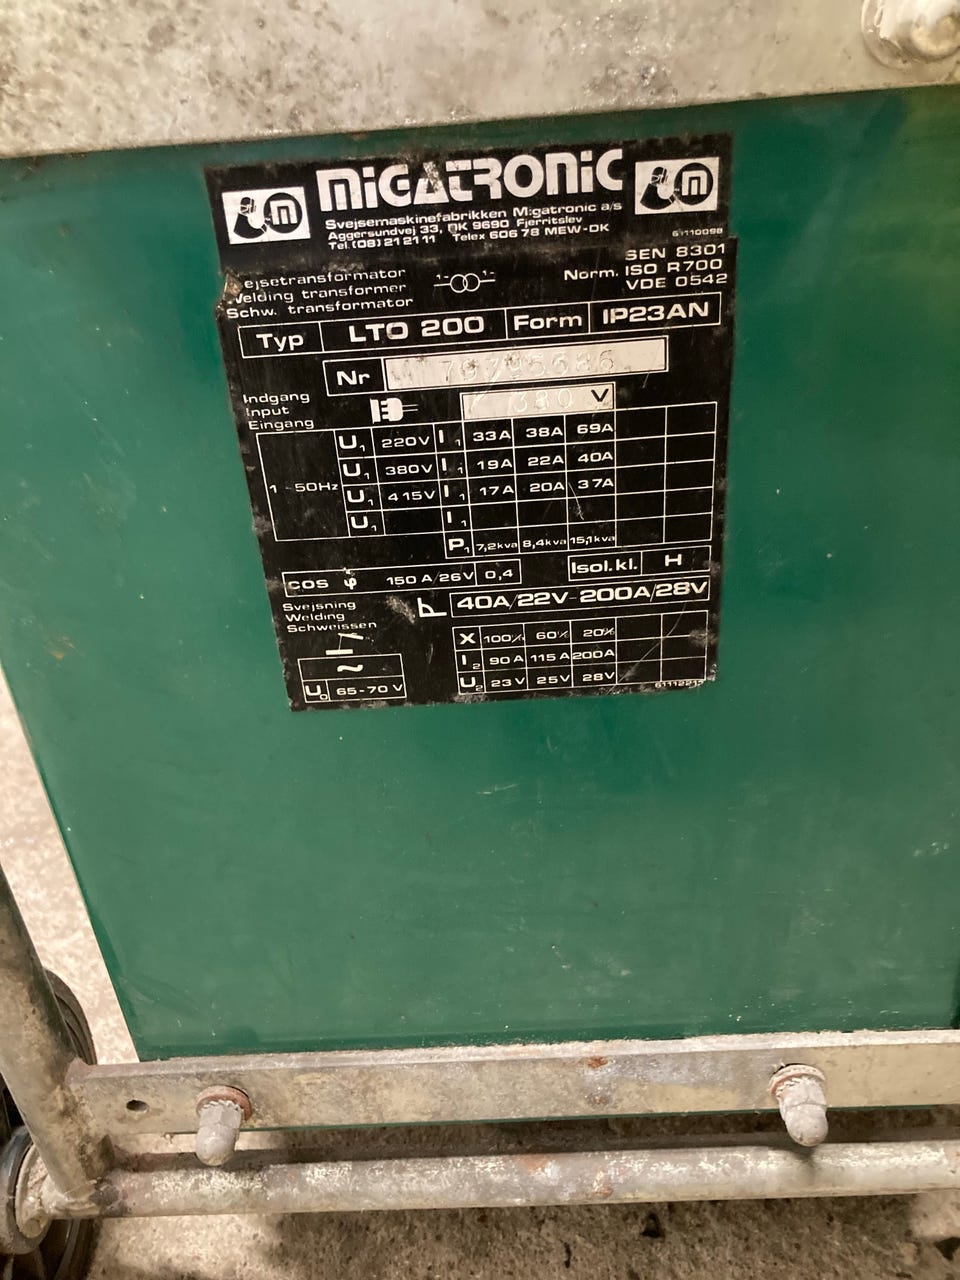 MIGATRONIC
Svejsemaskinefabrikken Migatronic a/s
Aggersundvej 33, DK 9690 Fjerritslev
Tel. (08) 21 21 11 Telex 606 78 MEW-DK
61110098
ejsetransformator
Welding transformer
Schw. transformator
1- 1-
Norm.
SEN 8301
ISO R700
VDE 0542
Typ LTO 200 Form IP23AN
Nr
Indgang
Input
Eingang
380 V
1 ~ 50Hz
U1 220V I1 33A 38A 69A
U1 380V I1 19A 22A 40A
U1 415V I1 17A 20A 37A
U1 I1
P1 7,2kva 8,4kva 15,1kva
cos φ 150 A/26V 0,4
Isol.kl. H
Svejsning
Welding
Schweissen
40A/22V-200A/28V
~
U0 65-70 V
X 100% 60% 20%
I2 90 A 115 A 200A
U2 23 V 25V 28V